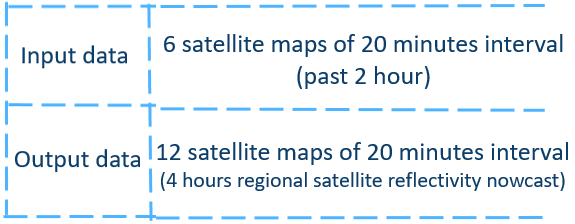 Input data
6 satellite maps of 20 minutes interval
(past 2 hour)
Output data
12 satellite maps of 20 minutes interval
(4 hours regional satellite reflectivity nowcast)